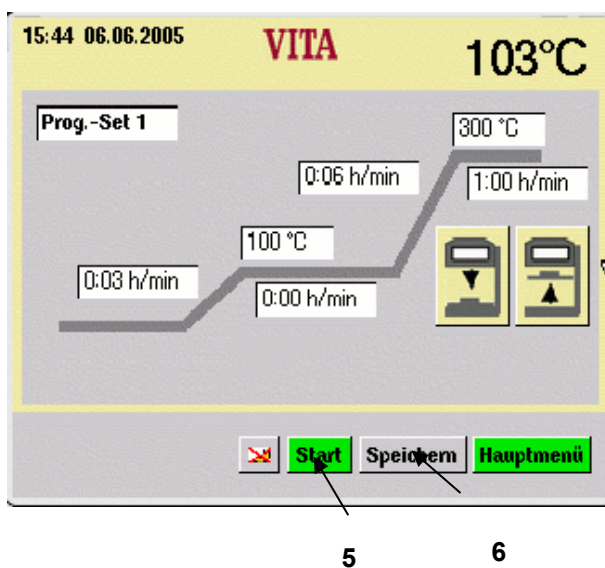 15:44 06.06.2005 VITA 103°C
Prog.-Set 1
300 °C
0:06 h/min 1:00 h/min
100 °C
0:03 h/min 0:00 h/min
Start Speichern Hauptmenü
5 6